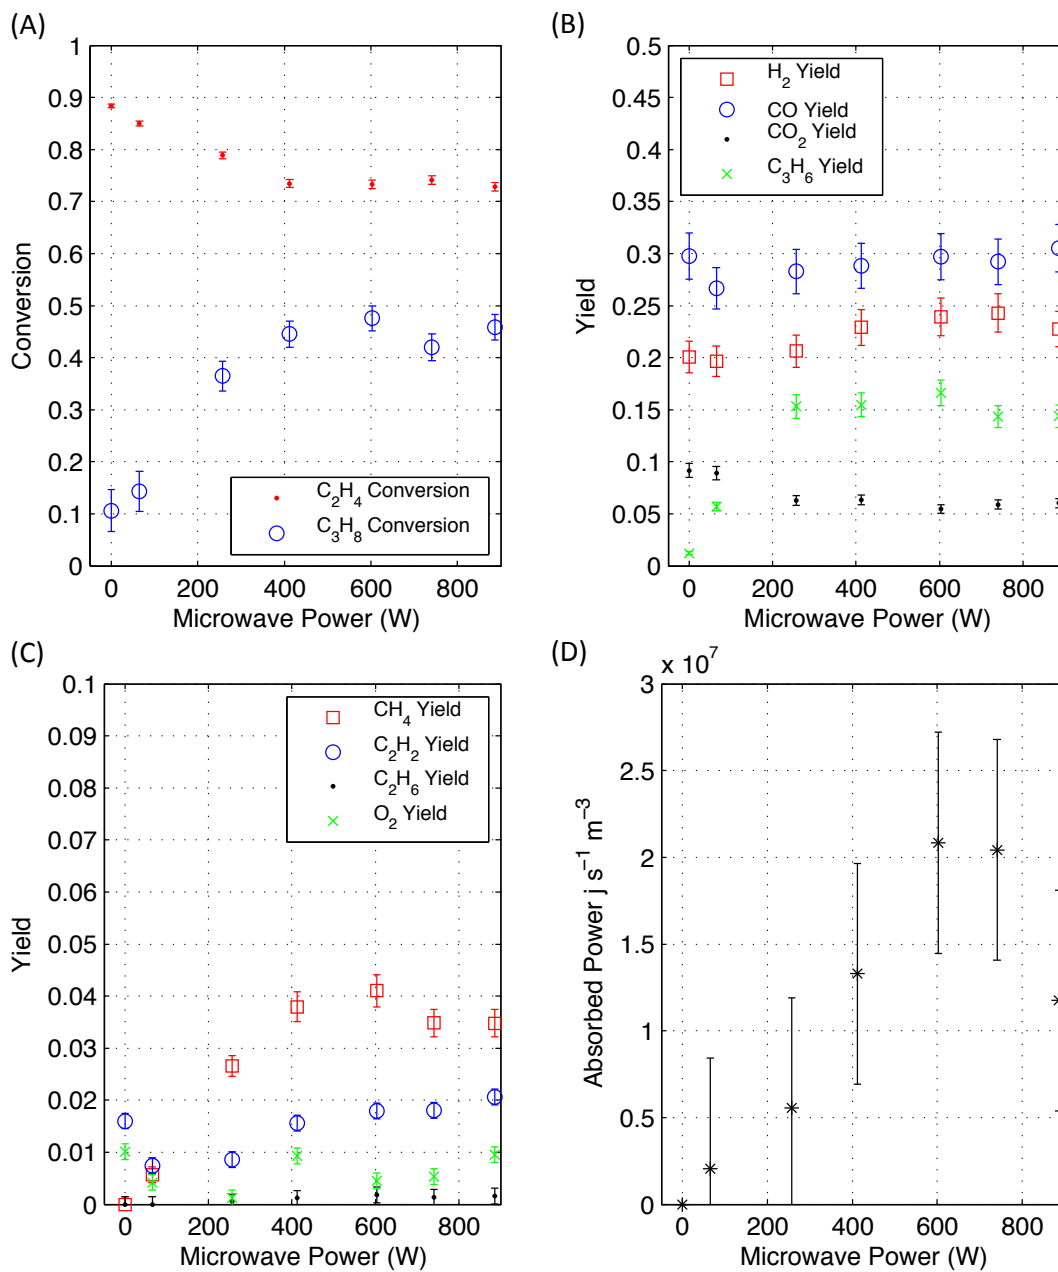 (A)
1
0.9
0.8
0.7
0.6
0.5
0.4
0.3
0.2
0.1
0
Conversion
C2H4 Conversion
C3H8 Conversion
0 200 400 600 800
Microwave Power (W)
(B)
0.5
0.45
0.4
0.35
0.3
0.25
0.2
0.15
0.1
0.05
0
Yield
H2 Yield
CO Yield
CO2 Yield
C3H6 Yield
0 200 400 600 800
Microwave Power (W)
(C)
0.1
0.09
0.08
0.07
0.06
0.05
0.04
0.03
0.02
0.01
0
Yield
CH4 Yield
C2H2 Yield
C2H6 Yield
O2 Yield
0 200 400 600 800
Microwave Power (W)
(D)
x 10^7
3
2.5
2
1.5
1
0.5
0
Absorbed Power j s^−1 m^−3
0 200 400 600 800
Microwave Power (W)